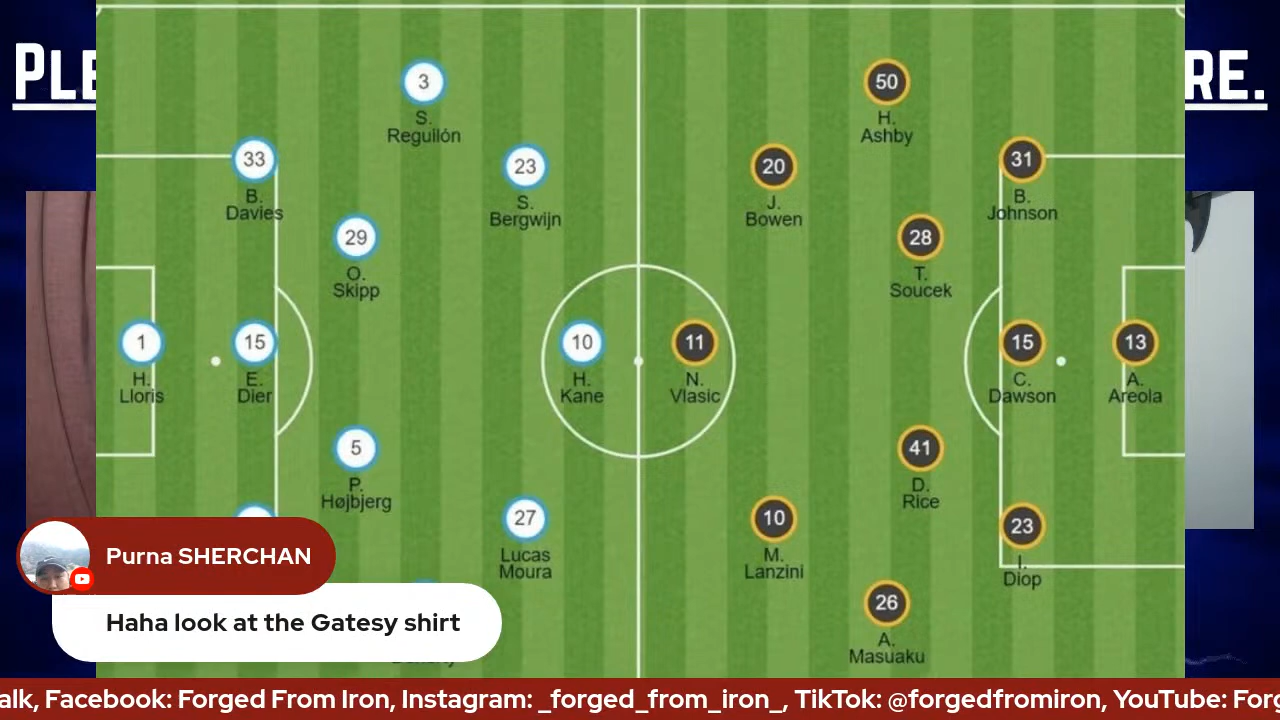 PLE
RE.
3
S.
Reguilón
50
H.
Ashby
33
B.
Davies
23
S.
Bergwijn
20
J.
Bowen
31
B.
Johnson
29
O.
Skipp
28
T.
Soucek
1
H.
Lloris
15
E.
Dier
10
H.
Kane
11
N.
Vlasic
15
C.
Dawson
13
A.
Areola
5
P.
Højbjerg
41
D.
Rice
27
Lucas
Moura
10
M.
Lanzini
23
I.
Diop
26
A.
Masuaku
Purna SHERCHAN
Haha look at the Gatesy shirt
alk, Facebook: Forged From Iron, Instagram: _forged_from_iron_, TikTok: @forgedfromiron, YouTube: Forg